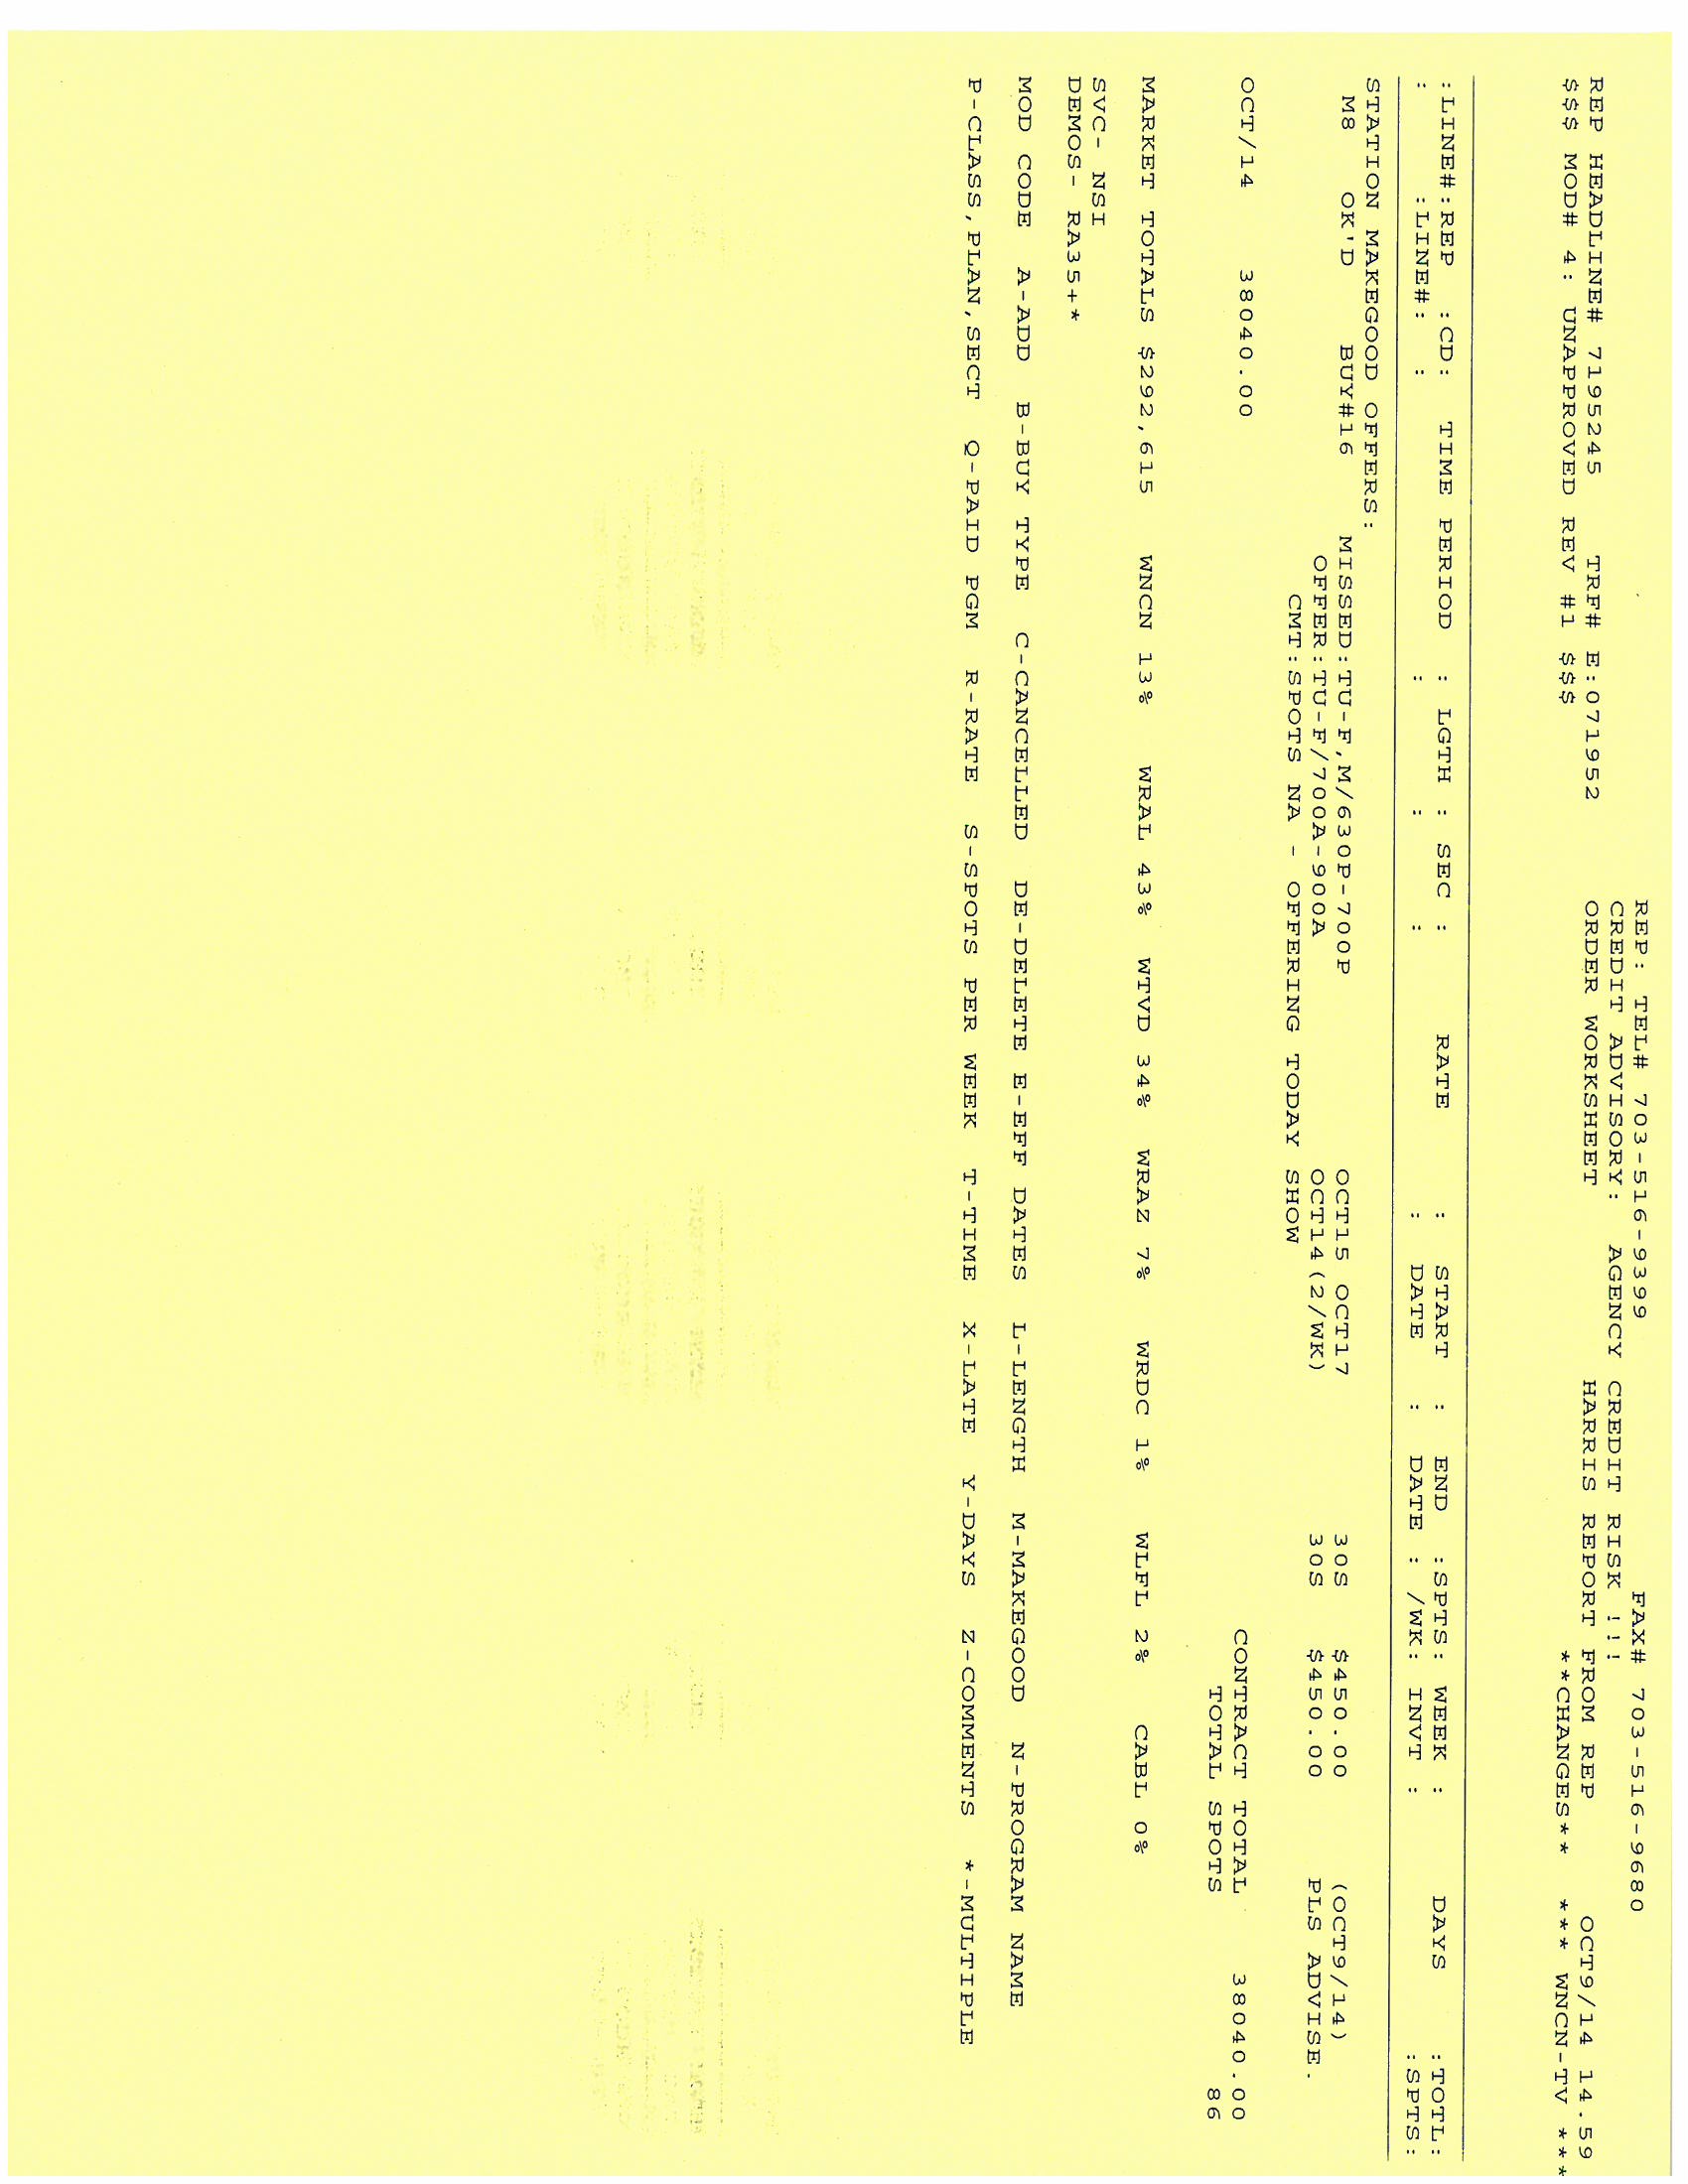 REP: TEL# 703-516-9399 FAX# 703-516-9680
CREDIT ADVISORY: AGENCY CREDIT RISK !!!
REP HEADLINE# 7195245 TRF# E:071952 ORDER WORKSHEET HARRIS REPORT FROM REP OCT9/14 14.59
$$$ MOD# 4: UNAPPROVED REV #1 $$$ **CHANGES** *** WNCN-TV ***
:LINE#:REP :CD: TIME PERIOD : LGTH : SEC : RATE : START : END :SPTS: WEEK : DAYS :TOTL:
: :LINE#: : : : : : DATE : DATE : /WK: INVT : :SPTS:
STATION MAKEGOOD OFFERS:
M8 OK'D BUY#16 MISSED:TU-F,M/630P-700P OCT15 OCT17 30S $450.00 (OCT9/14)
OFFER:TU-F/700A-900A OCT14(2/WK) 30S $450.00 PLS ADVISE.
CMT:SPOTS NA - OFFERING TODAY SHOW
OCT/14 38040.00 CONTRACT TOTAL 38040.00
TOTAL SPOTS 86
MARKET TOTALS $292,615 WNCN 13% WRAL 43% WTVD 34% WRAZ 7% WRDC 1% WLFL 2% CABL 0%
SVC- NSI
DEMOS- RA35+*
MOD CODE A-ADD B-BUY TYPE C-CANCELLED DE-DELETE E-EFF DATES L-LENGTH M-MAKEGOOD N-PROGRAM NAME
P-CLASS,PLAN,SECT Q-PAID PGM R-RATE S-SPOTS PER WEEK T-TIME X-LATE Y-DAYS Z-COMMENTS *-MULTIPLE